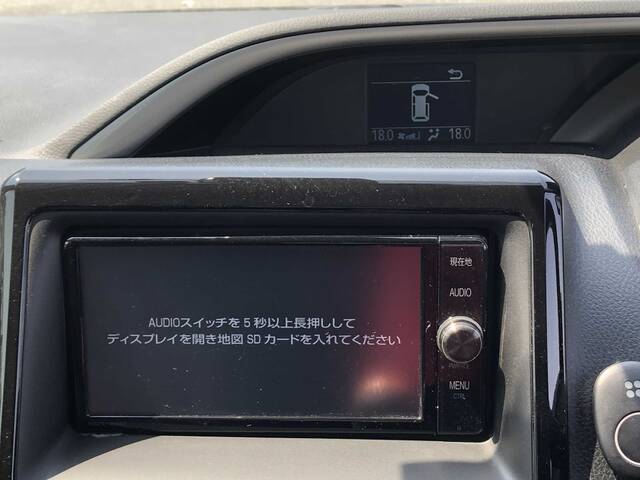 18.0 18.0
現在地
AUDIO
AUDIOスイッチを5秒以上長押しして
ディスプレイを開き地図SDカードを入れてください
MENU
CTRL